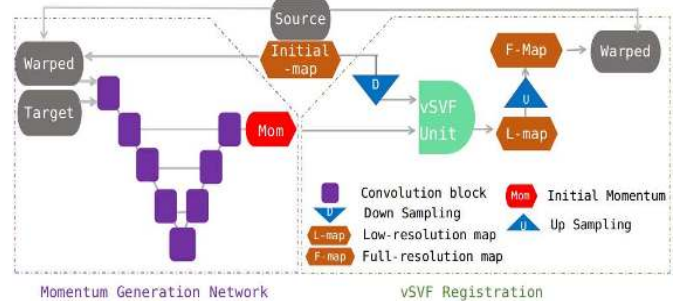 Source
Warped
Initial
-map
D
F-Map
Warped
Target
vSVF
Unit
U
L-map
Mom
Convolution block
D
Down Sampling
L-map
Low-resolution map
F-map
Full-resolution map
Mom
Initial Momentum
U
Up Sampling
Momentum Generation Network
vSVF Registration